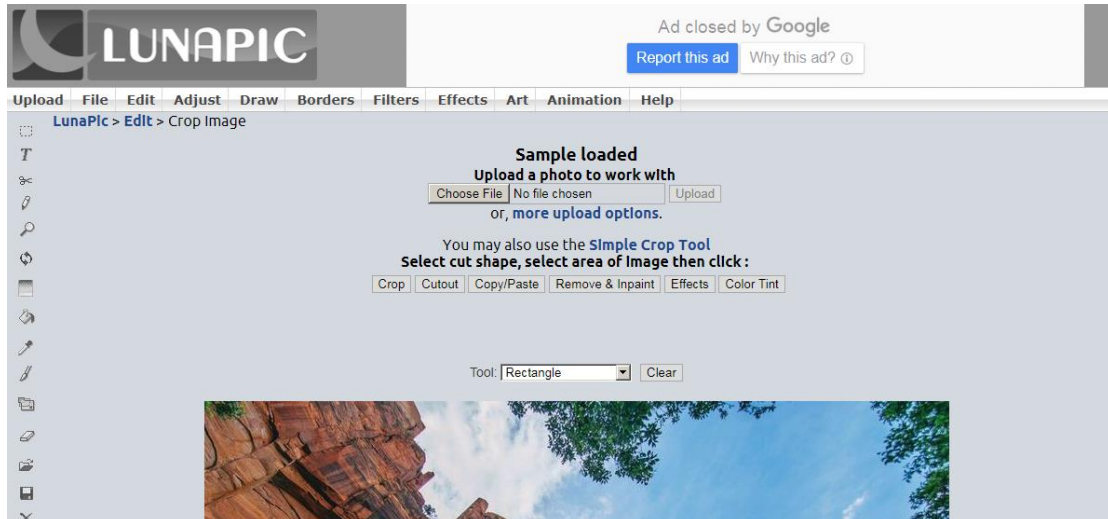 LUNAPIC
Ad closed by Google
Report this ad Why this ad?
Upload File Edit Adjust Draw Borders Filters Effects Art Animation Help
LunaPic > Edit > Crop Image
Sample loaded
Upload a photo to work with
Choose File No file chosen Upload
or, more upload options.
You may also use the Simple Crop Tool
Select cut shape, select area of Image then click :
Crop Cutout Copy/Paste Remove & Inpaint Effects Color Tint
Tool: Rectangle Clear